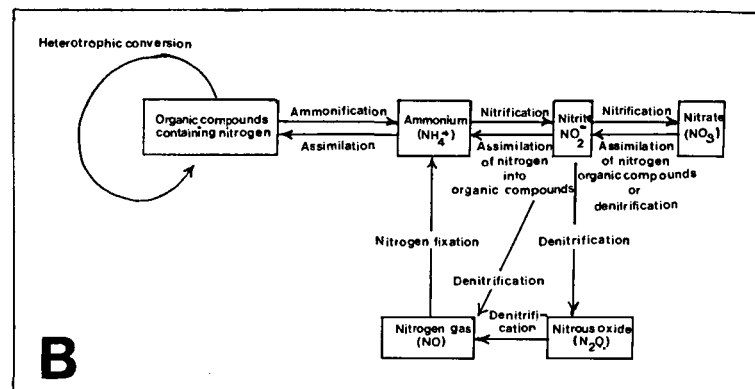 Heterotrophic conversion
Organic compounds
containing nitrogen
Ammonification
Assimilation
Ammonium
(NH4+)
Nitrification
Assimilation
of nitrogen
into
organic compounds
Nitrite
NO2-
Nitrification
Assimilation
of nitrogen
organic compounds
or
denitrification
Nitrate
(NO3)
Nitrogen fixation
Denitrification
Denitrification
Nitrogen gas
(NO)
Denitrifi-
cation
Nitrous oxide
(N2O)
B